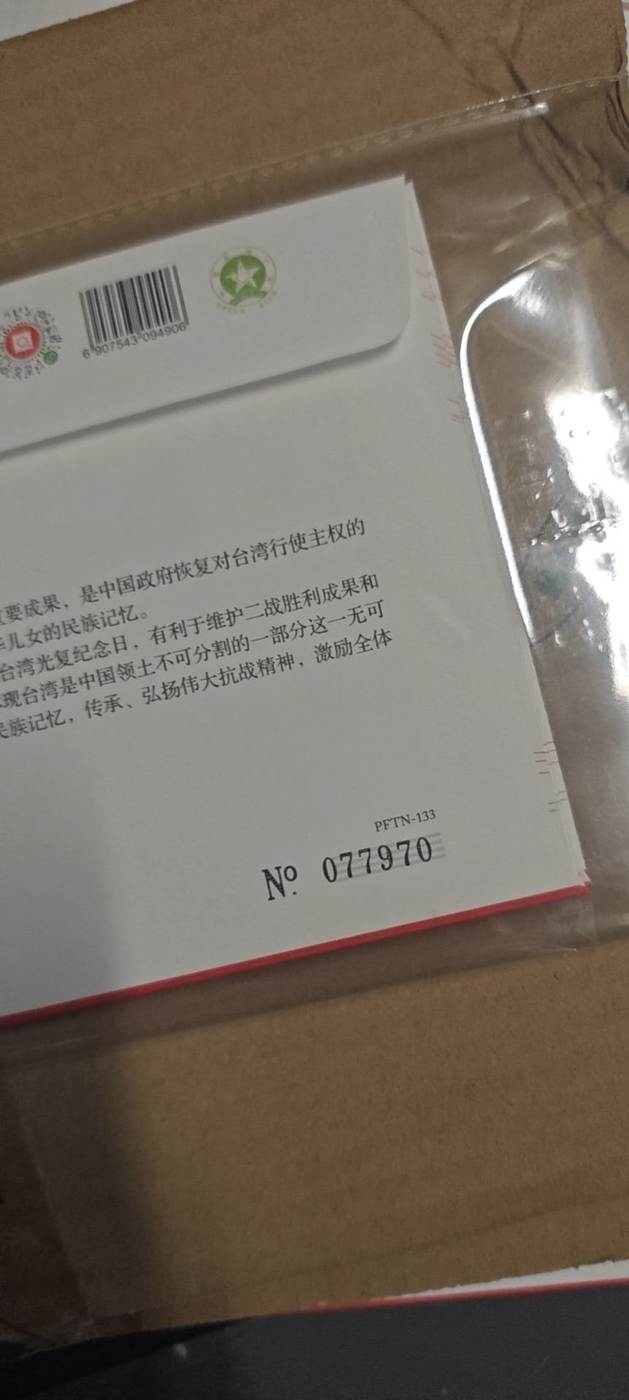 6 907543 094906
要成果，是中国政府恢复对台湾行使主权的
儿女的民族记忆。
台湾光复纪念日，有利于维护二战胜利成果和
现台湾是中国领土不可分割的一部分这一无可
民族记忆，传承、弘扬伟大抗战精神，激励全体
PFTN-133
Nº 077970